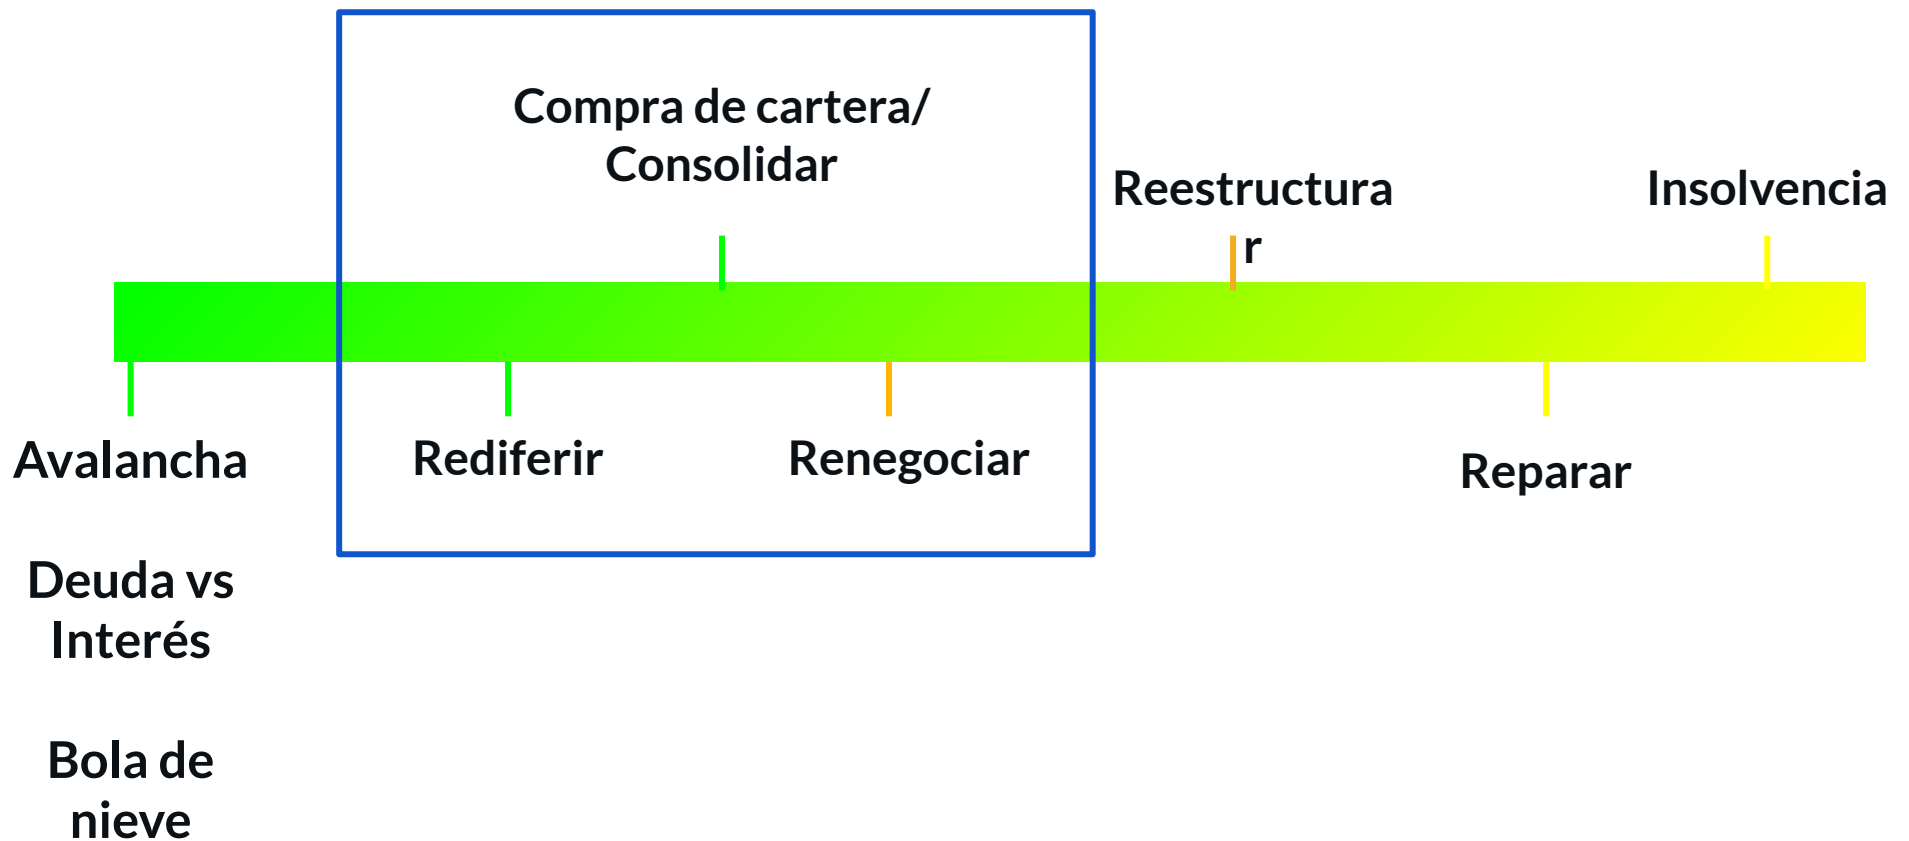 Compra de cartera/
Consolidar
Reestructura
r
Insolvencia
Avalancha
Rediferir
Renegociar
Reparar
Deuda vs
Interés
Bola de
nieve